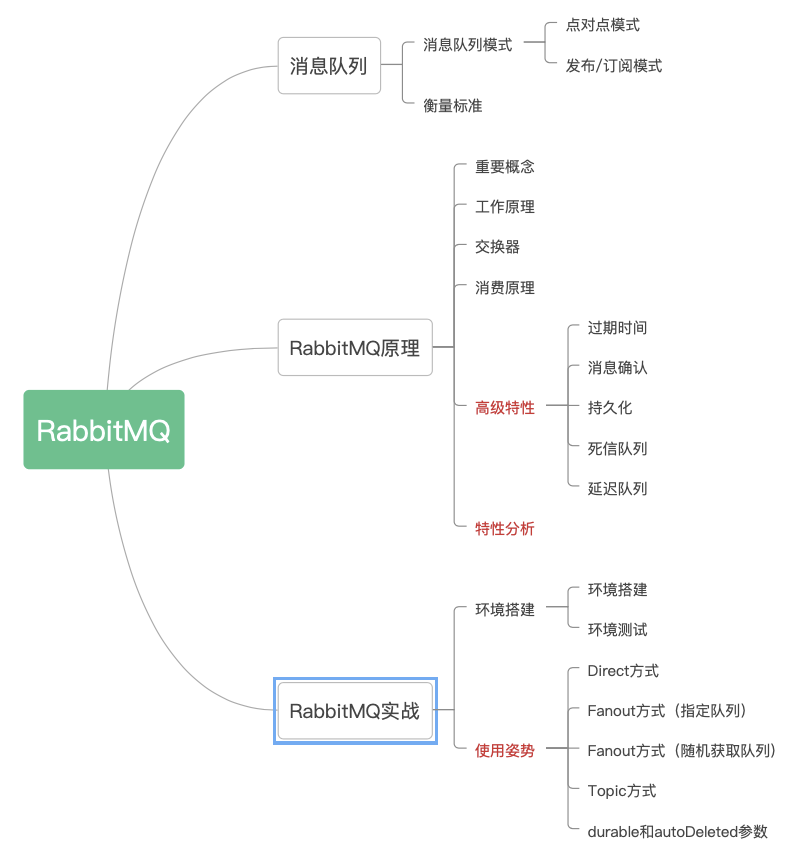 RabbitMQ
消息队列
消息队列模式
点对点模式
发布/订阅模式
衡量标准
RabbitMQ原理
重要概念
工作原理
交换器
消费原理
高级特性
过期时间
消息确认
持久化
死信队列
延迟队列
特性分析
RabbitMQ实战
环境搭建
环境搭建
环境测试
使用姿势
Direct方式
Fanout方式（指定队列）
Fanout方式（随机获取队列）
Topic方式
durable和autoDeleted参数